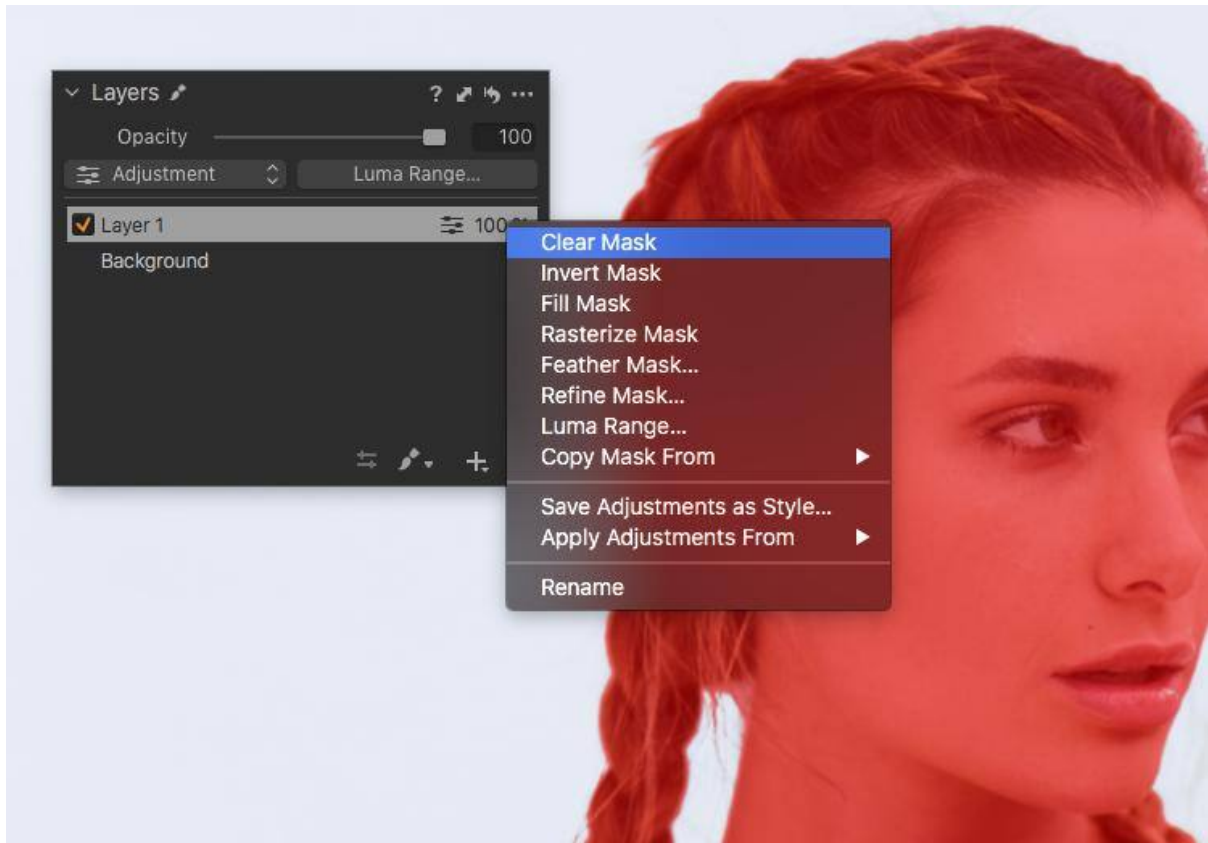 Layers
Opacity 100
Adjustment Luma Range...
Layer 1 100
Background
Clear Mask
Invert Mask
Fill Mask
Rasterize Mask
Feather Mask...
Refine Mask...
Luma Range...
Copy Mask From
Save Adjustments as Style...
Apply Adjustments From
Rename